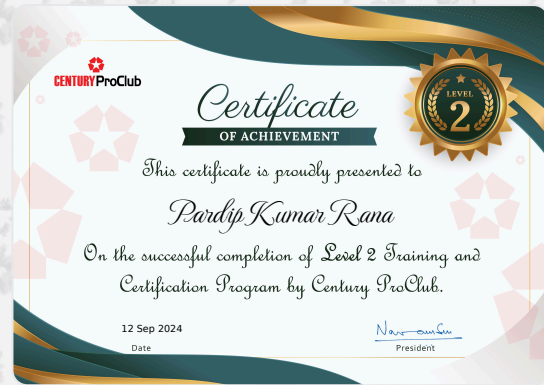 CENTURY ProClub
LEVEL
2
Certificate
OF ACHIEVEMENT
This certificate is proudly presented to
Pardip Kumar Rana
On the successful completion of Level 2 Training and
Certification Program by Century ProClub.
12 Sep 2024
Date
President